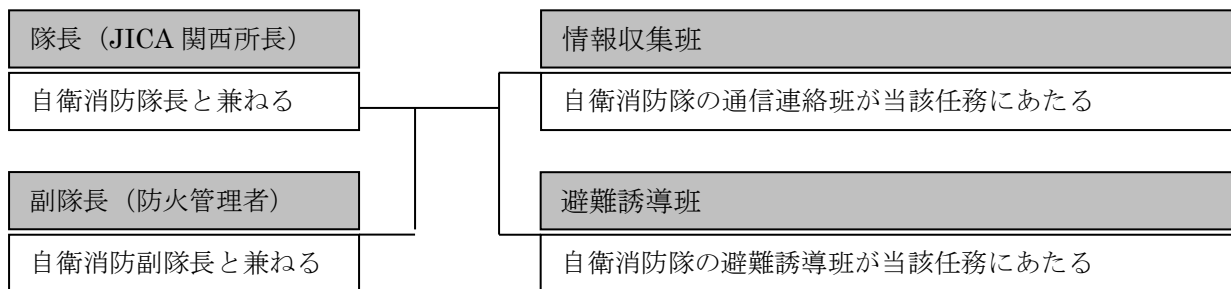 隊長（JICA 関西所長）
自衛消防隊長と兼ねる
副隊長（防火管理者）
自衛消防副隊長と兼ねる
情報収集班
自衛消防隊の通信連絡班が当該任務にあたる
避難誘導班
自衛消防隊の避難誘導班が当該任務にあたる